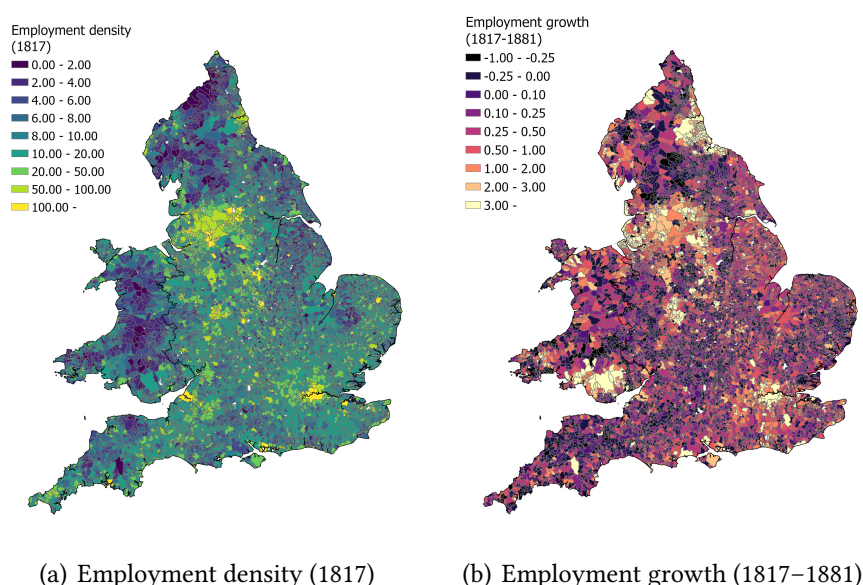 Employment density
(1817)
0.00 - 2.00
2.00 - 4.00
4.00 - 6.00
6.00 - 8.00
8.00 - 10.00
10.00 - 20.00
20.00 - 50.00
50.00 - 100.00
100.00 -
(a) Employment density (1817)
Employment growth
(1817-1881)
-1.00 - -0.25
-0.25 - 0.00
0.00 - 0.10
0.10 - 0.25
0.25 - 0.50
0.50 - 1.00
1.00 - 2.00
2.00 - 3.00
3.00 -
(b) Employment growth (1817–1881)